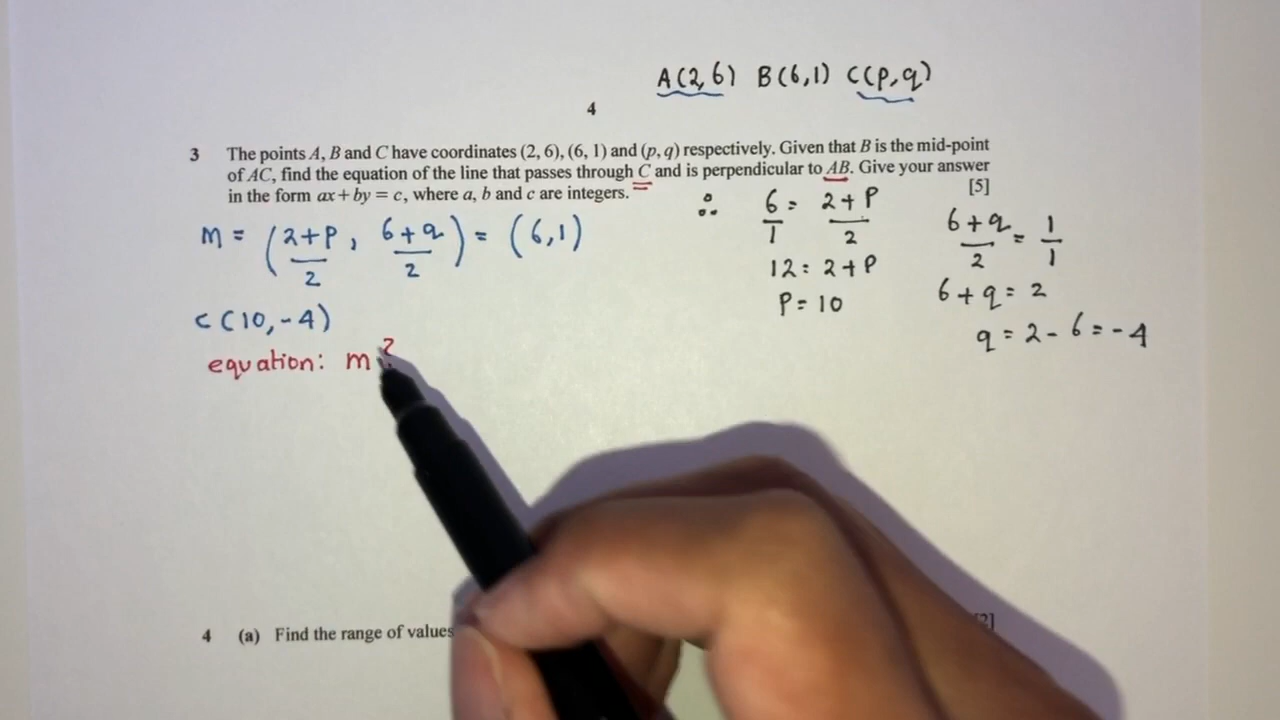 A(2,6) B(6,1) C(p,q)
4
3 The points A, B and C have coordinates (2, 6), (6, 1) and (p, q) respectively. Given that B is the mid-point
of AC, find the equation of the line that passes through C and is perpendicular to AB. Give your answer
in the form ax + by = c, where a, b and c are integers. [5]
M = (2+P/2, 6+q/2) = (6,1)
C(10,-4)
equation: m?
∴ 6/1 = 2+P/2
12 = 2+P
P = 10
6+q/2 = 1/1
6+q = 2
q = 2-6 = -4
4 (a) Find the range of values
[2]